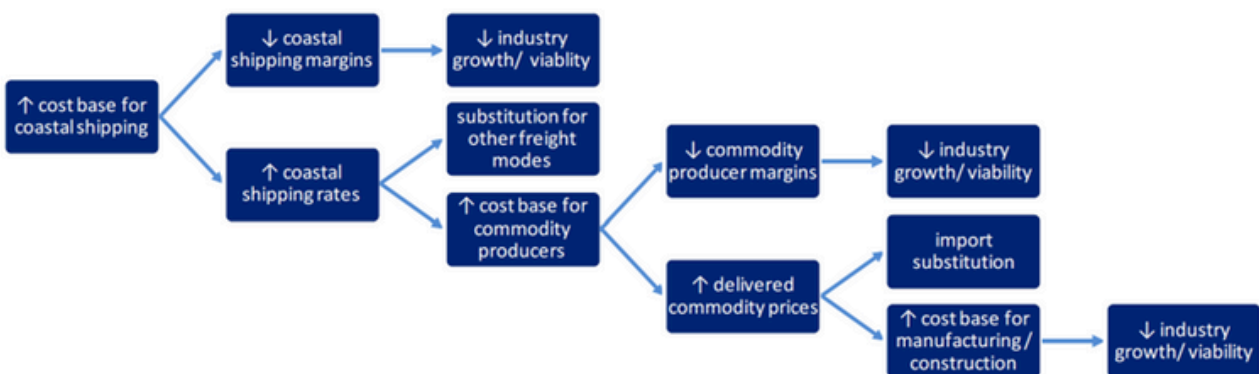 ↑ cost base for
coastal shipping
↓ coastal
shipping margins
↓ industry
growth/ viablity
↑ coastal
shipping rates
substitution for
other freight
modes
↑ cost base for
commodity
producers
↓ commodity
producer margins
↓ industry
growth/ viability
↑ delivered
commodity prices
import
substitution
↑ cost base for
manufacturing /
construction
↓ industry
growth/ viability